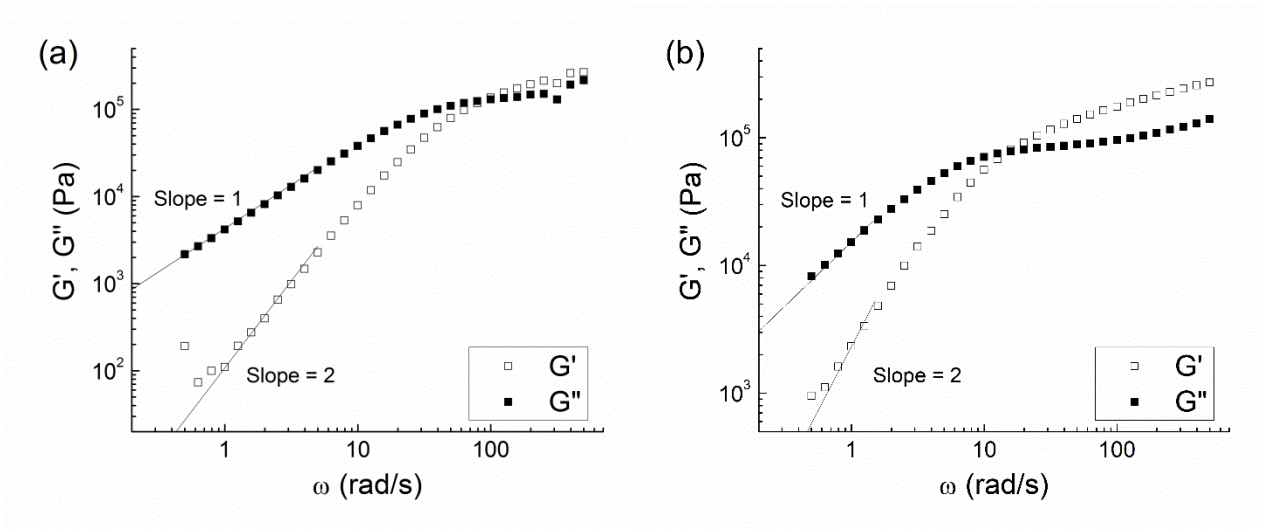 (a)
G', G" (Pa)
10⁵
10⁴
10³
10²
Slope = 1
Slope = 2
G'
G"
1
10
100
ω (rad/s)
(b)
G', G" (Pa)
10⁵
10⁴
10³
Slope = 1
Slope = 2
G'
G"
1
10
100
ω (rad/s)